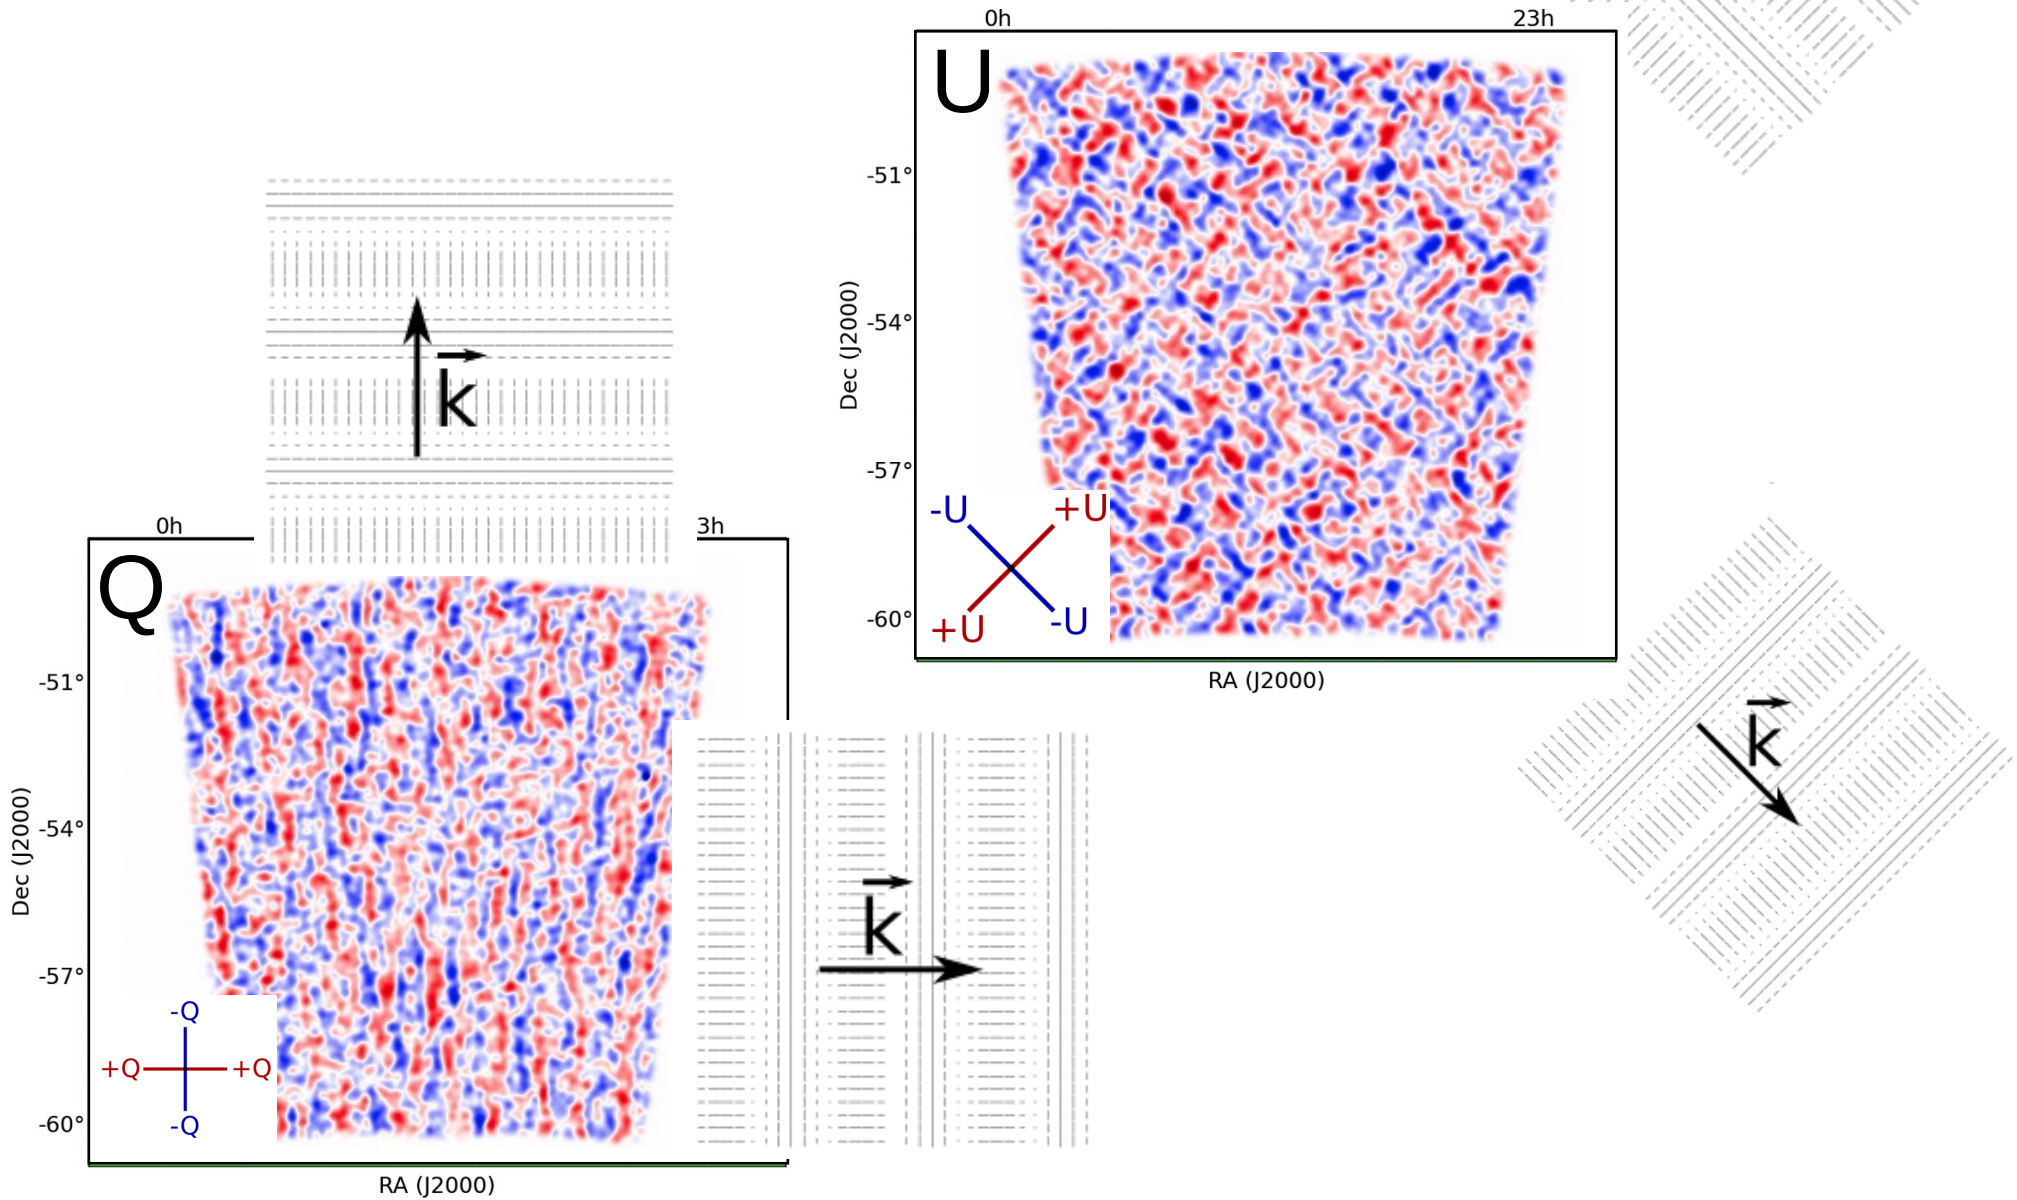 0h 23h
U
-51°
-54°
-57°
-60°
Dec (J2000)
-U +U
+U -U
RA (J2000)
k
0h 3h
Q
-51°
-54°
-57°
-60°
Dec (J2000)
-Q
+Q +Q
-Q
RA (J2000)
k
k